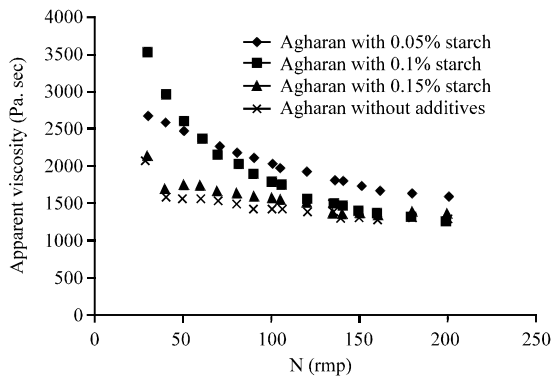 4000
Agharan with 0.05% starch
3500
Agharan with 0.1% starch
Agharan with 0.15% starch
3000
Agharan without additives
2500
2000
1500
1000
500
0
Apparent viscosity (Pa. sec)
0 50 100 150 200 250
N (rmp)